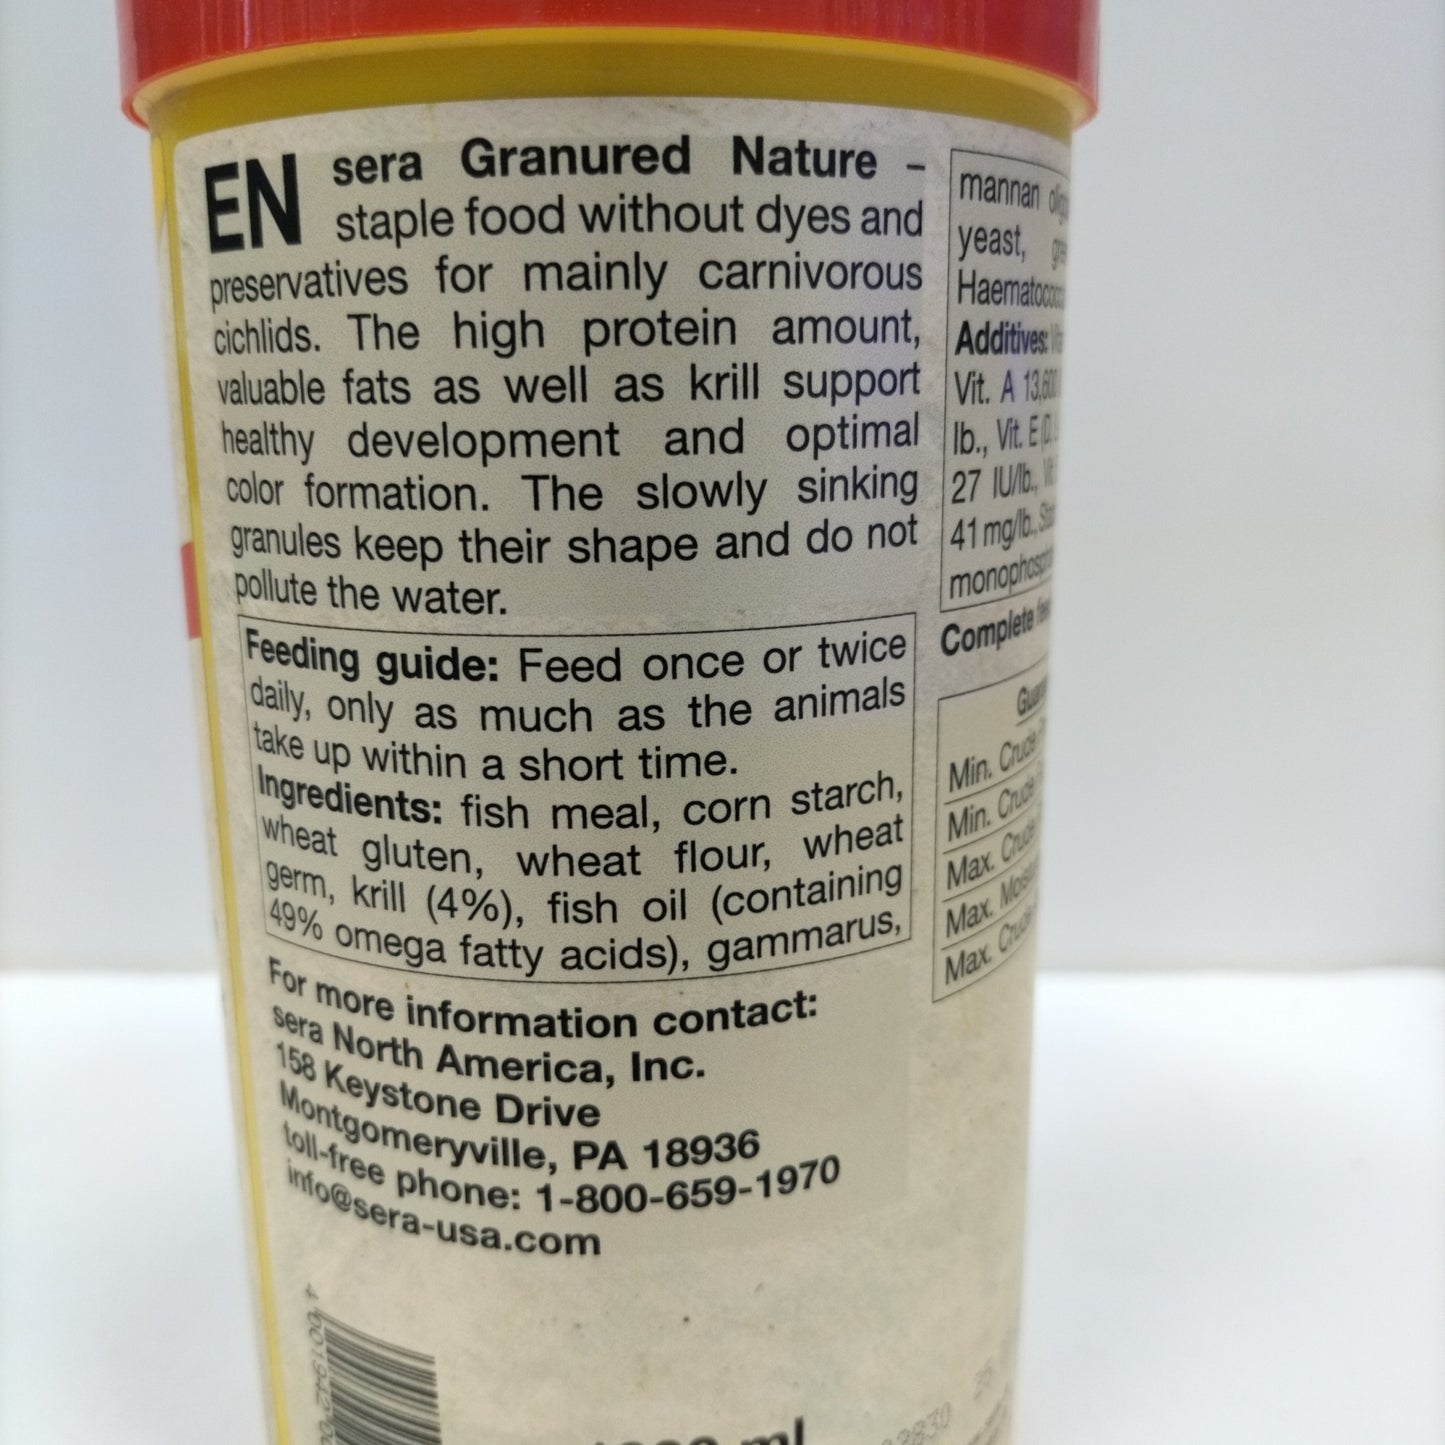 EN sera Granured Nature –
staple food without dyes and
preservatives for mainly carnivorous
cichlids. The high protein amount,
valuable fats as well as krill support
healthy development and optimal
color formation. The slowly sinking
granules keep their shape and do not
pollute the water.
Feeding guide: Feed once or twice
daily, only as much as the animals
take up within a short time.
Ingredients: fish meal, corn starch,
wheat gluten, wheat flour, wheat
germ, krill (4%), fish oil (containing
49% omega fatty acids), gammarus,
For more information contact:
sera North America, Inc.
158 Keystone Drive
Montgomeryville, PA 18936
toll-free phone: 1-800-659-1970
info@sera-usa.com
mannan
yeast,
Additives:
Vit. A
lb., Vit. E
27 IU/lb.,
41 mg/lb.,
Complete
Min. Crude
Min. Crude
Max. Crude
Max.
Max.
ml